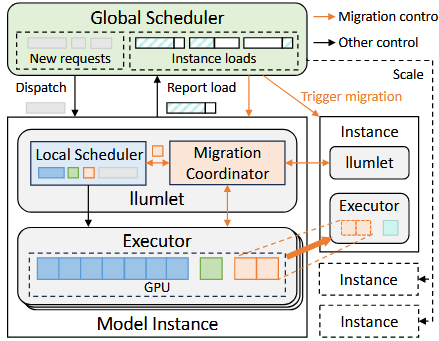 Global Scheduler
New requests
Instance loads
Migration contro
Other control
Dispatch
Report load
Scale
Trigger migration
Local Scheduler
Migration
Coordinator
llumlet
Executor
GPU
Model Instance
Instance
llumlet
Executor
Instance
Instance